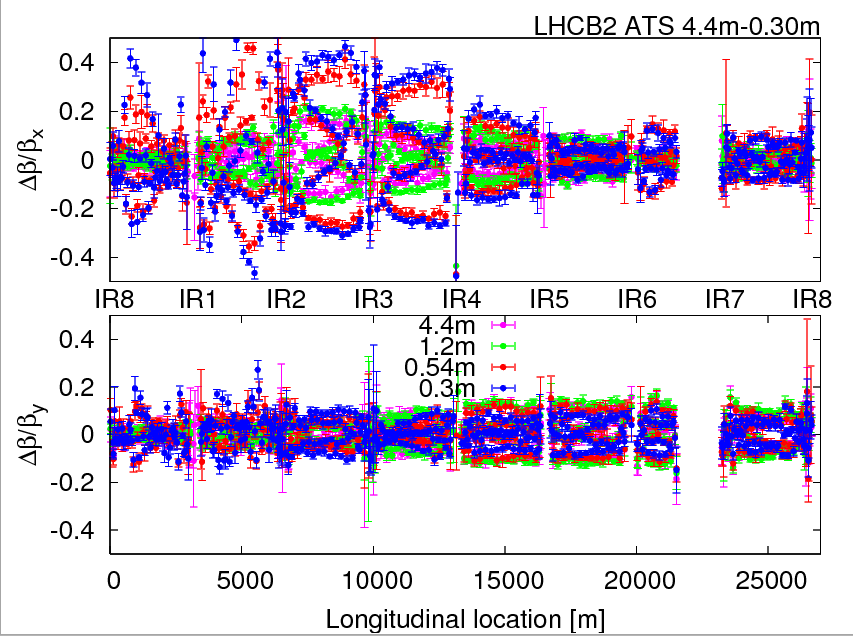 LHCB2 ATS 4.4m-0.30m
Δβ/βx
0.4
0.2
0
-0.2
-0.4
IR8 IR1 IR2 IR3 IR4 IR5 IR6 IR7 IR8
Δβ/βy
0.4
0.2
0
-0.2
-0.4
4.4m
1.2m
0.54m
0.3m
0 5000 10000 15000 20000 25000
Longitudinal location [m]